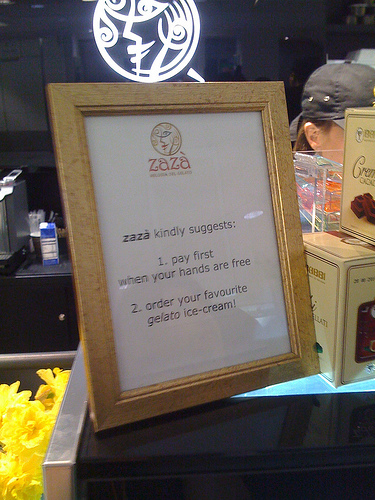 zazà
zazà kindly suggests:
1. pay first
when your hands are free
2. order your favourite
gelato ice-cream!